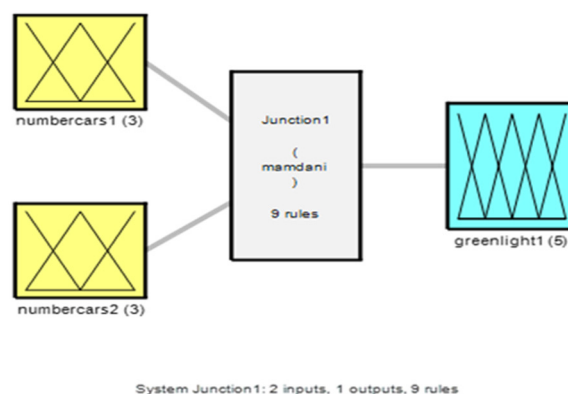 numbercars1 (3)
Junction1
(
mamdani
)
9 rules
greenlight1 (5)
numbercars2 (3)
System Junction1: 2 inputs, 1 outputs, 9 rules